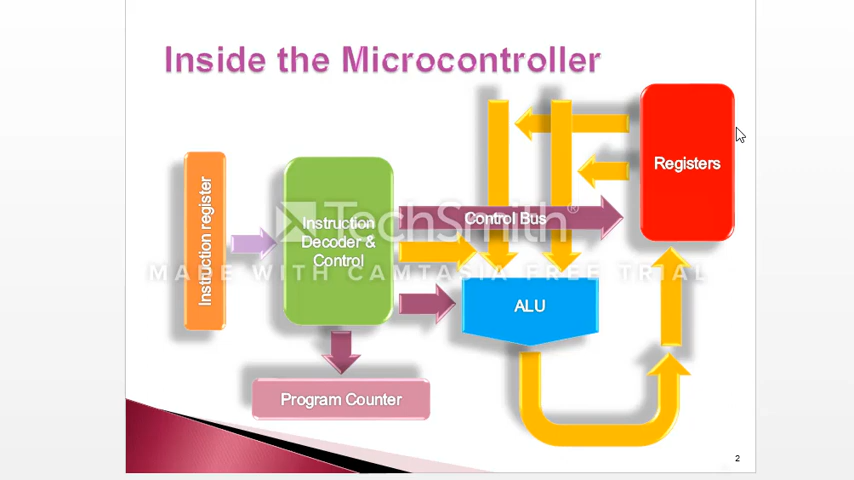 Inside the Microcontroller
Registers
Instruction register
Instruction
Decoder &
Control
Control Bus
TechSmith®
MADE WITH CAMTASIA FREE TRIAL
ALU
Program Counter
2